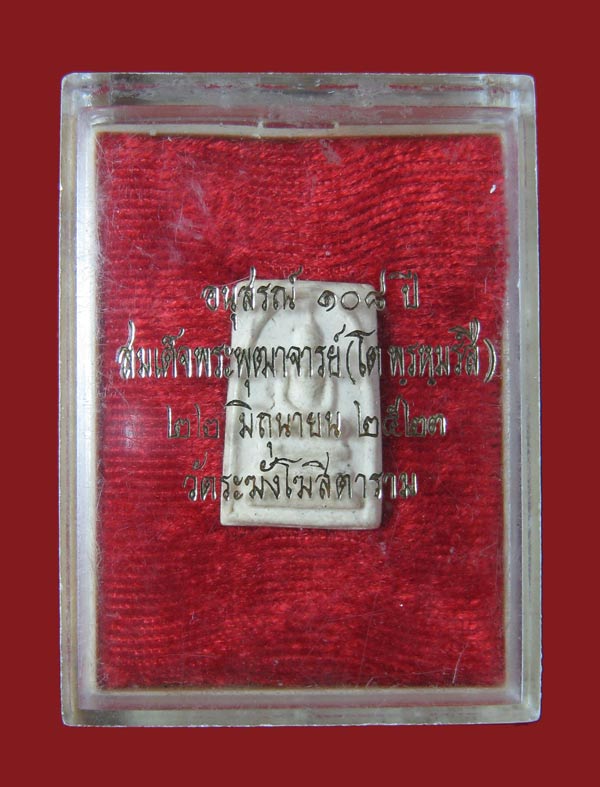 อนุสรณ์ ๑๐๘ ปี
สมเด็จพระพุฒาจารย์ (โต พฺรหฺมรํสี)
๒๒ มิถุนายน ๒๕๒๓
วัดระฆังโฆสิตาราม